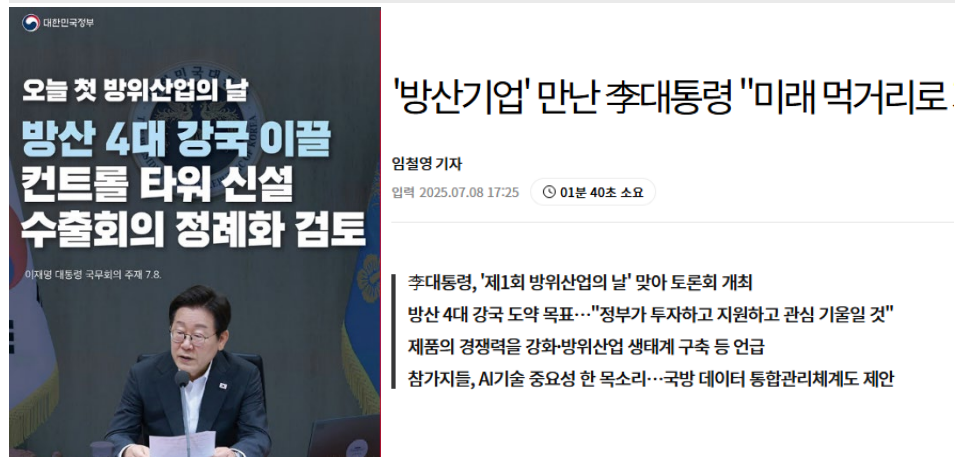 대한민국정부
오늘 첫 방위산업의 날
방산 4대 강국 이끌
컨트롤 타워 신설
수출회의 정례화 검토
이재명 대통령 국무회의 주재 7.8.
'방산기업' 만난 李대통령 "미래 먹거리로
임철영 기자
입력 2025.07.08 17:25 01분 40초 소요
李대통령, '제1회 방위산업의 날' 맞아 토론회 개최
방산 4대 강국 도약 목표…"정부가 투자하고 지원하고 관심 기울일 것"
제품의 경쟁력을 강화·방위산업 생태계 구축 등 언급
참가지들, AI기술 중요성 한 목소리…국방 데이터 통합관리체계도 제안